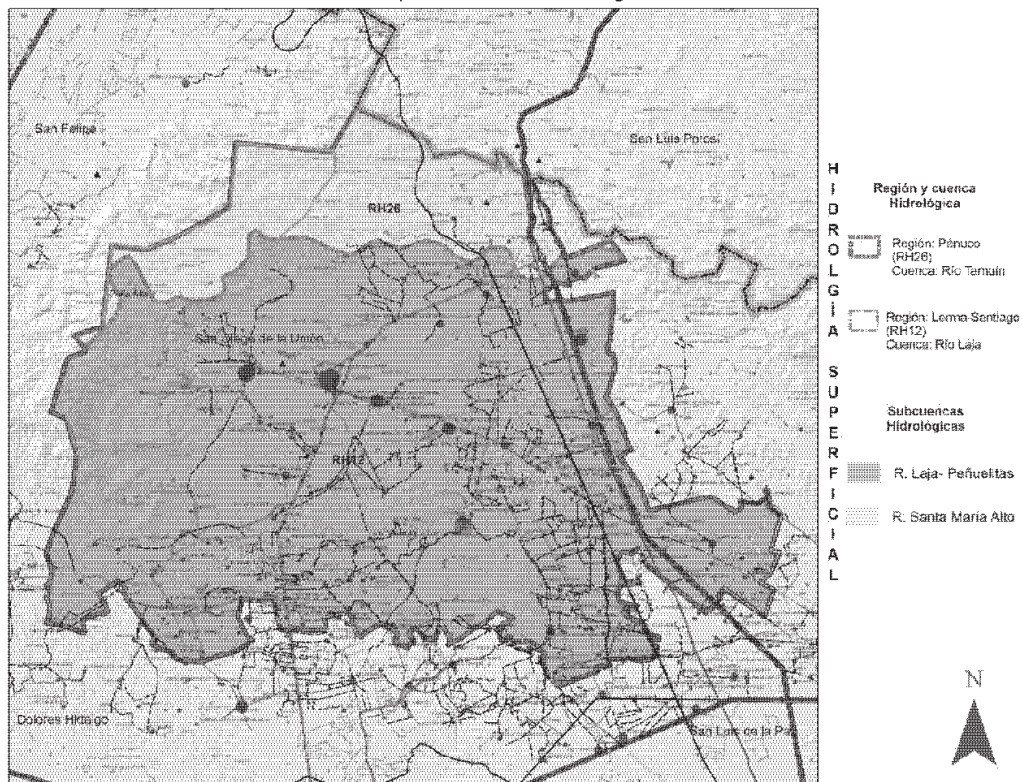 San Felipe
San Luis Potosí
RH26
San Diego de la Unión
RH12
Dolores Hidalgo
San Luis de la Paz
HIDROLGÍA SUPERFICIAL
Región y cuenca
Hidrológica
Región: Pánuco
(RH26)
Cuenca: Río Tamuín
Región: Lerma-Santiago
(RH12)
Cuenca: Río Laja
Subcuencas
Hidrológicas
R. Laja- Peñuelitas
R. Santa María Alto
N